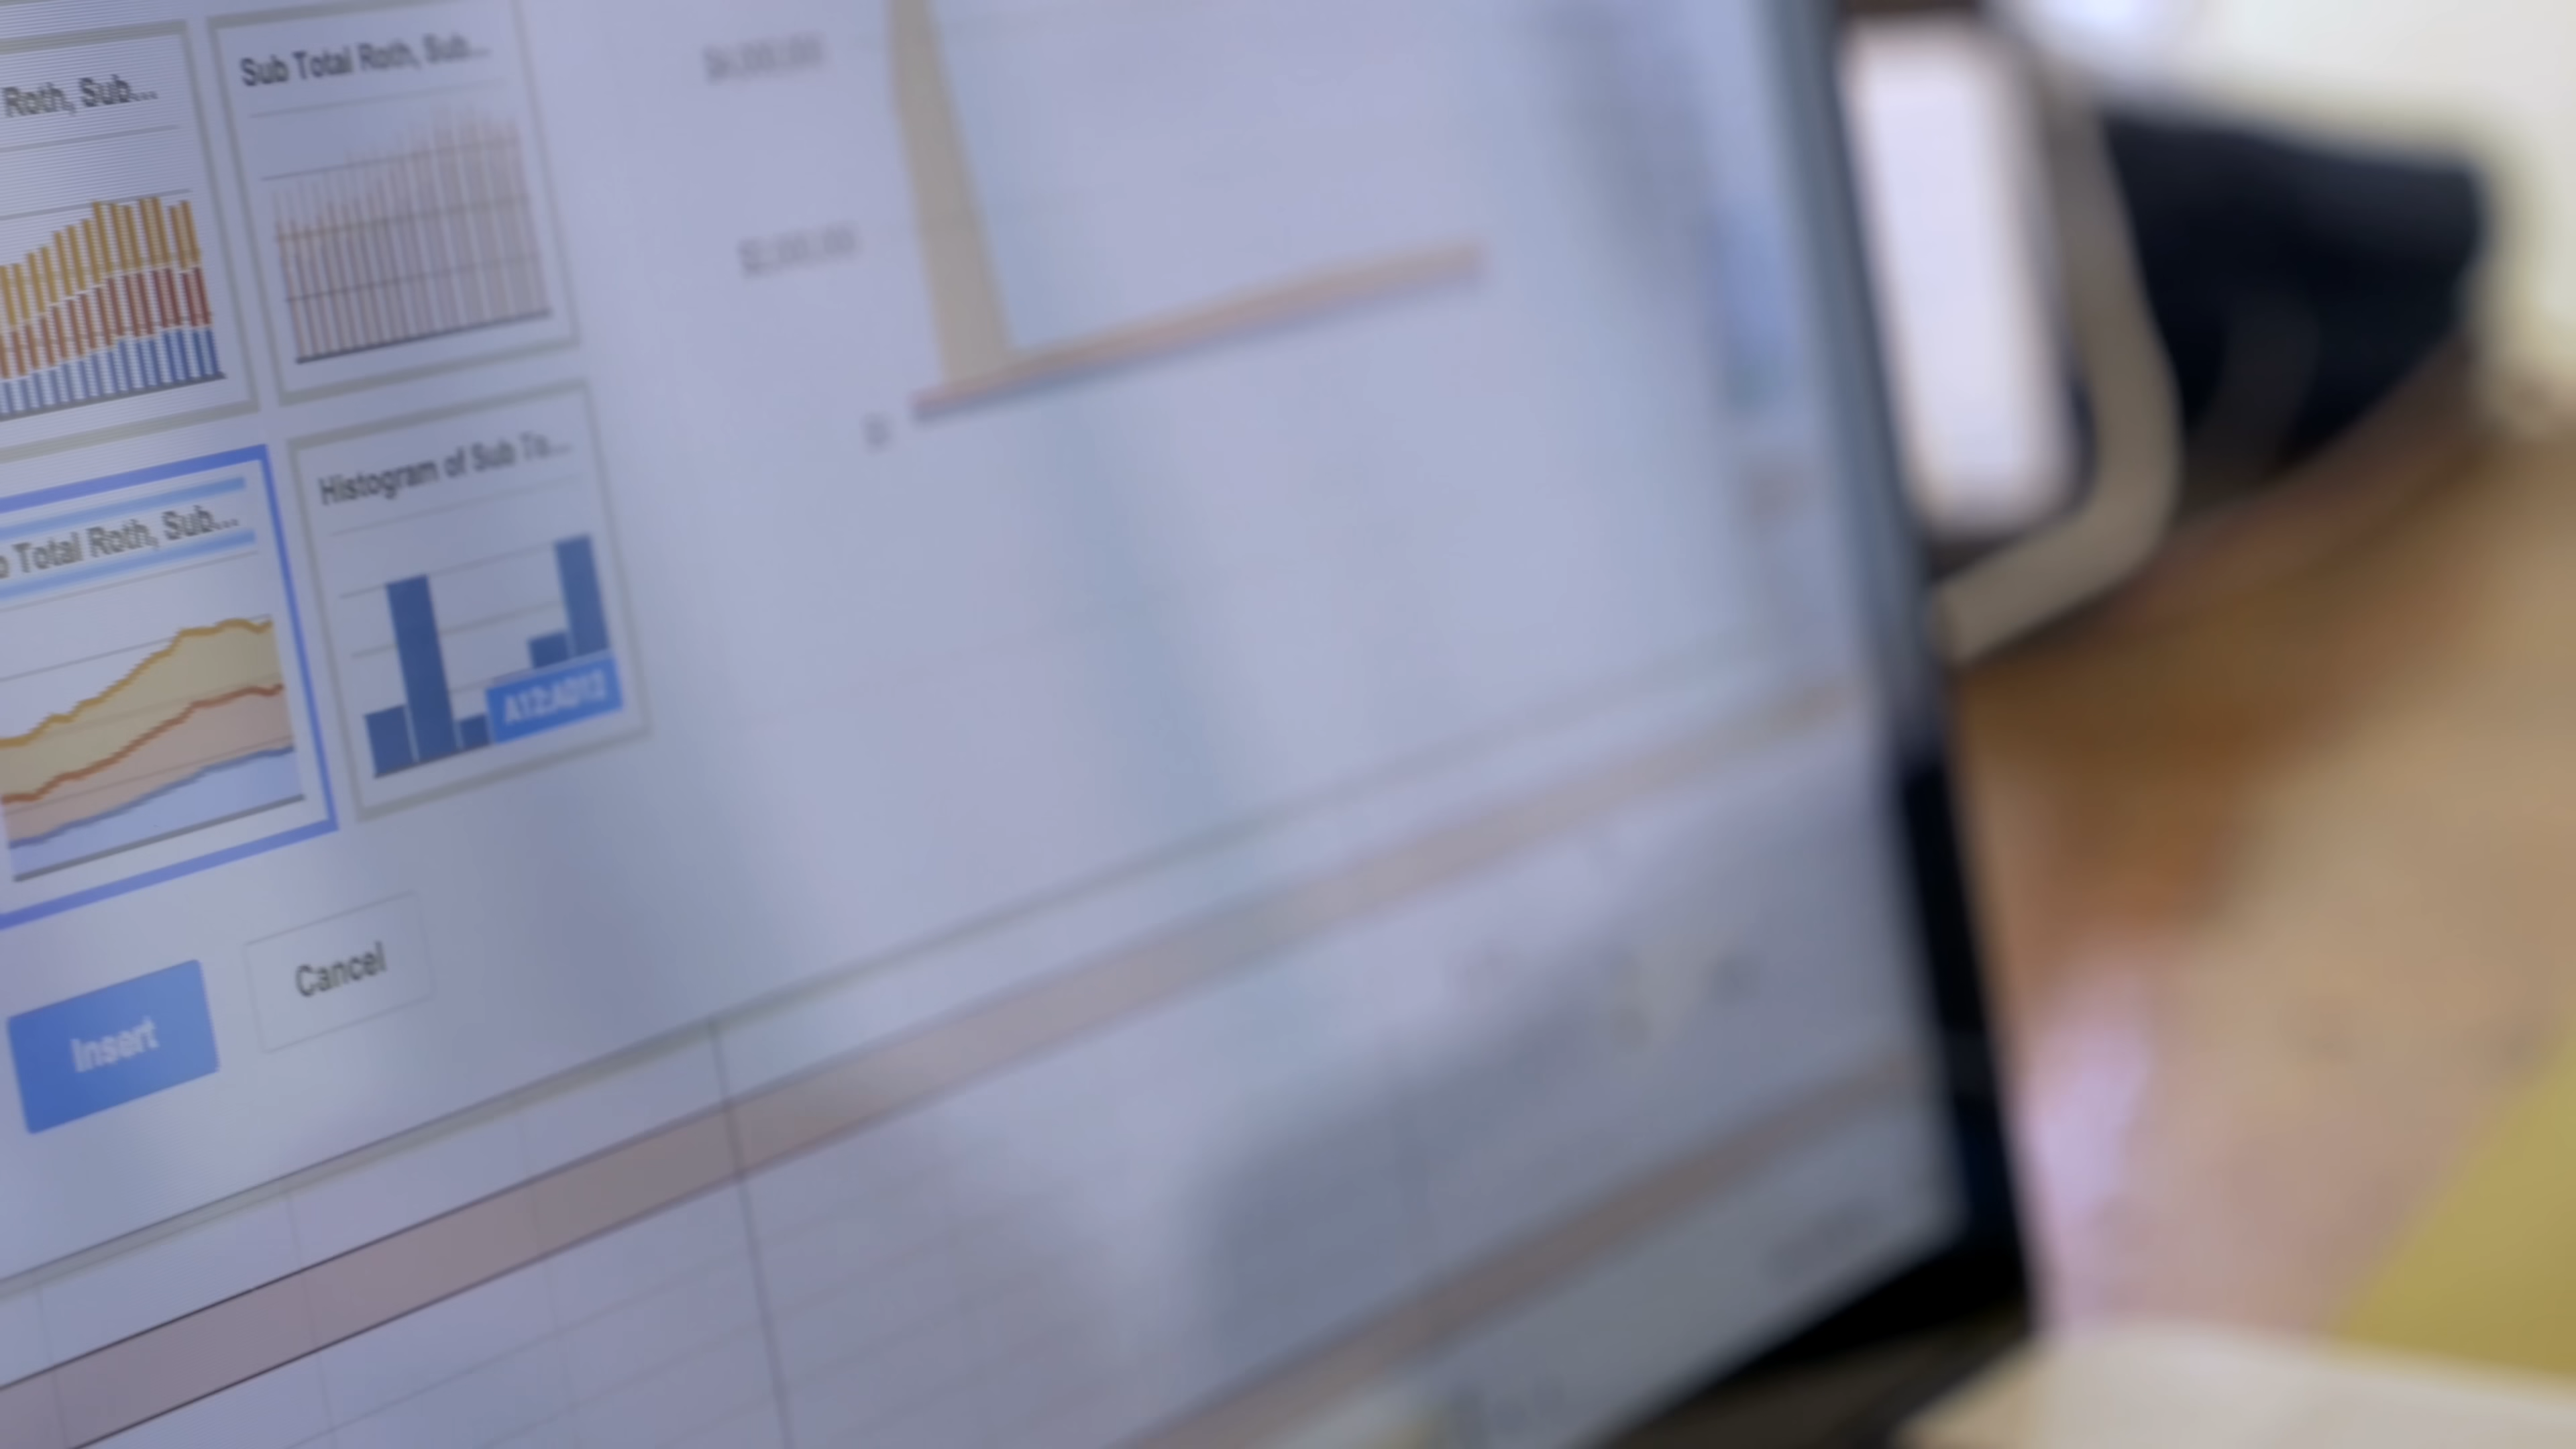 Roth, Sub...
Sub Total Roth, Sub...
Total Roth, Sub...
Histogram of Sub To...
Insert
Cancel